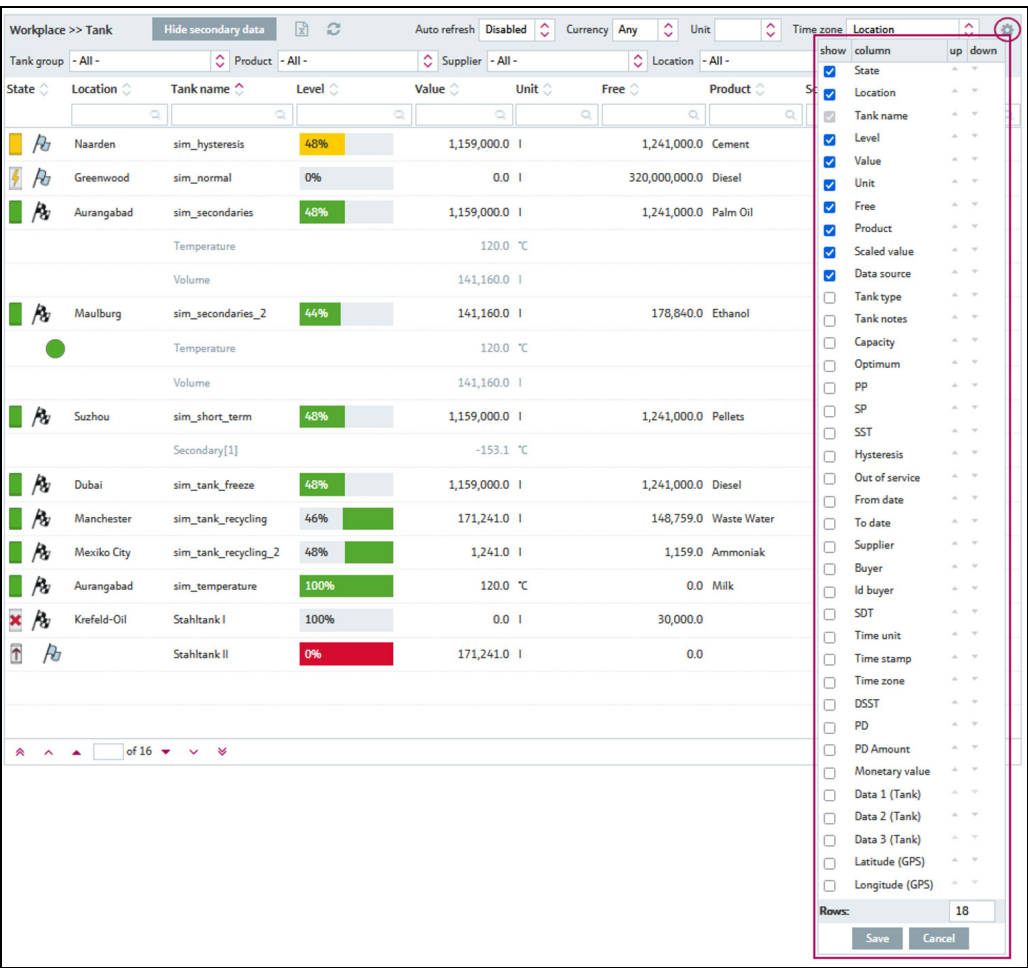 Workplace >> Tank Hide secondary data Auto refresh Disabled Currency Any Unit Time zone Location
Tank group - All - Product - All - Supplier - All - Location - All -
State Location Tank name Level Value Unit Free Product
Naarden sim_hysteresis 48% 1,159,000.0 l 1,241,000.0 Cement
Greenwood sim_normal 0% 0.0 l 320,000,000.0 Diesel
Aurangabad sim_secondaries 48% 1,159,000.0 l 1,241,000.0 Palm Oil
Temperature 120.0 °C
Volume 141,160.0 l
Maulburg sim_secondaries_2 44% 141,160.0 l 178,840.0 Ethanol
Temperature 120.0 °C
Volume 141,160.0 l
Suzhou sim_short_term 48% 1,159,000.0 l 1,241,000.0 Pellets
Secondary[1] -153.1 °C
Dubai sim_tank_freeze 48% 1,159,000.0 l 1,241,000.0 Diesel
Manchester sim_tank_recycling 46% 171,241.0 l 148,759.0 Waste Water
Mexiko City sim_tank_recycling_2 48% 1,241.0 l 1,159.0 Ammoniak
Aurangabad sim_temperature 100% 120.0 °C 0.0 Milk
Krefeld-Oil Stahltank I 100% 0.0 l 30,000.0
Stahltank II 0% 171,241.0 l 0.0
of 16
show column up down
State
Location
Tank name
Level
Value
Unit
Free
Product
Scaled value
Data source
Tank type
Tank notes
Capacity
Optimum
PP
SP
SST
Hysteresis
Out of service
From date
To date
Supplier
Buyer
Id buyer
SDT
Time unit
Time stamp
Time zone
DSST
PD
PD Amount
Monetary value
Data 1 (Tank)
Data 2 (Tank)
Data 3 (Tank)
Latitude (GPS)
Longitude (GPS)
Rows: 18
Save Cancel